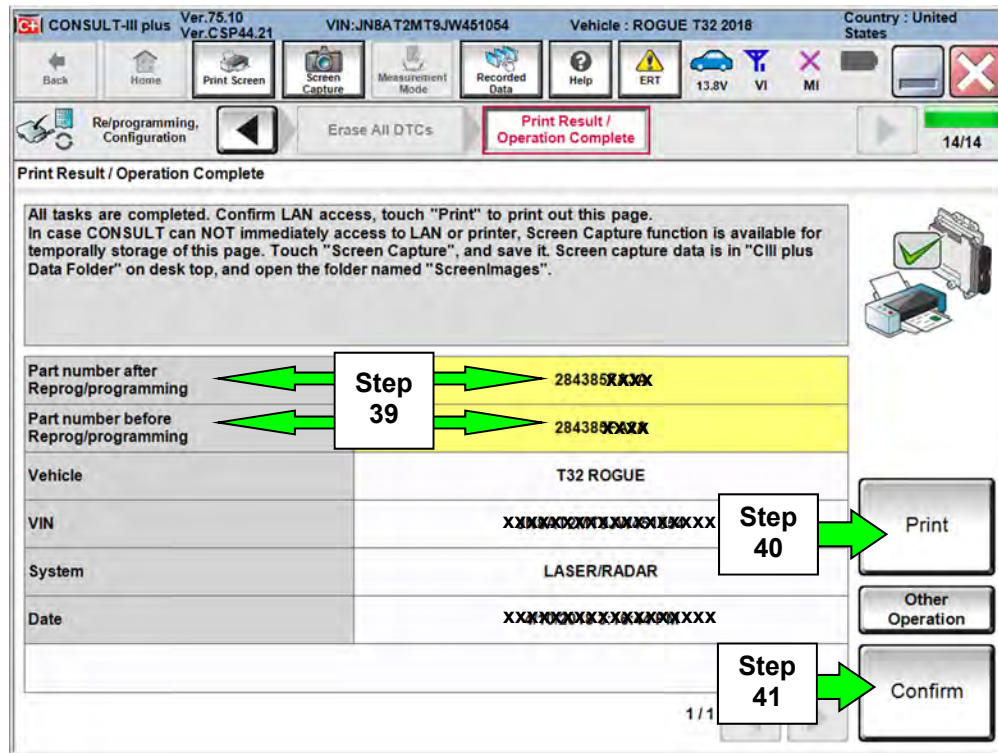 C+ CONSULT-III plus Ver.75.10
Ver.CSP44.21
VIN:JN8AT2MT9JW451054
Vehicle : ROGUE T32 2018
Country : United
States
Back
Home
Print Screen
Screen
Capture
Measurement
Mode
Recorded
Data
Help
ERT
13.8V
VI
MI
Re/programming,
Configuration
Erase All DTCs
Print Result /
Operation Complete
14/14
Print Result / Operation Complete
All tasks are completed. Confirm LAN access, touch "Print" to print out this page.
In case CONSULT can NOT immediately access to LAN or printer, Screen Capture function is available for
temporally storage of this page. Touch "Screen Capture", and save it. Screen capture data is in "CIII plus
Data Folder" on desk top, and open the folder named "ScreenImages".
Part number after
Reprog/programming
Step
39
284385XXXX
Part number before
Reprog/programming
28438XXXX
Vehicle
T32 ROGUE
VIN
Step
40
Print
System
LASER/RADAR
Other
Operation
Date
Step
41
Confirm
1/1